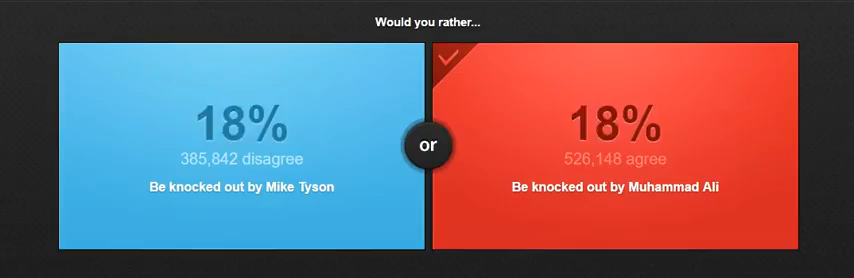 Would you rather...
18%
385,842 disagree
Be knocked out by Mike Tyson
or
18%
526,148 agree
Be knocked out by Muhammad Ali